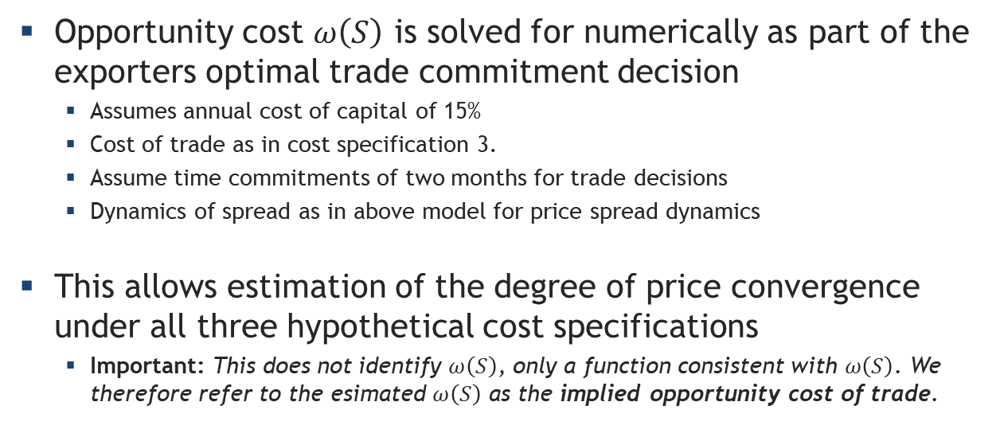 ▪ Opportunity cost 𝜔(𝑆) is solved for numerically as part of the
exporters optimal trade commitment decision
▪ Assumes annual cost of capital of 15%
▪ Cost of trade as in cost specification 3.
▪ Assume time commitments of two months for trade decisions
▪ Dynamics of spread as in above model for price spread dynamics
▪ This allows estimation of the degree of price convergence
under all three hypothetical cost specifications
▪ Important: This does not identify 𝜔(𝑆), only a function consistent with 𝜔(𝑆). We
therefore refer to the esimated 𝜔(𝑆) as the implied opportunity cost of trade.